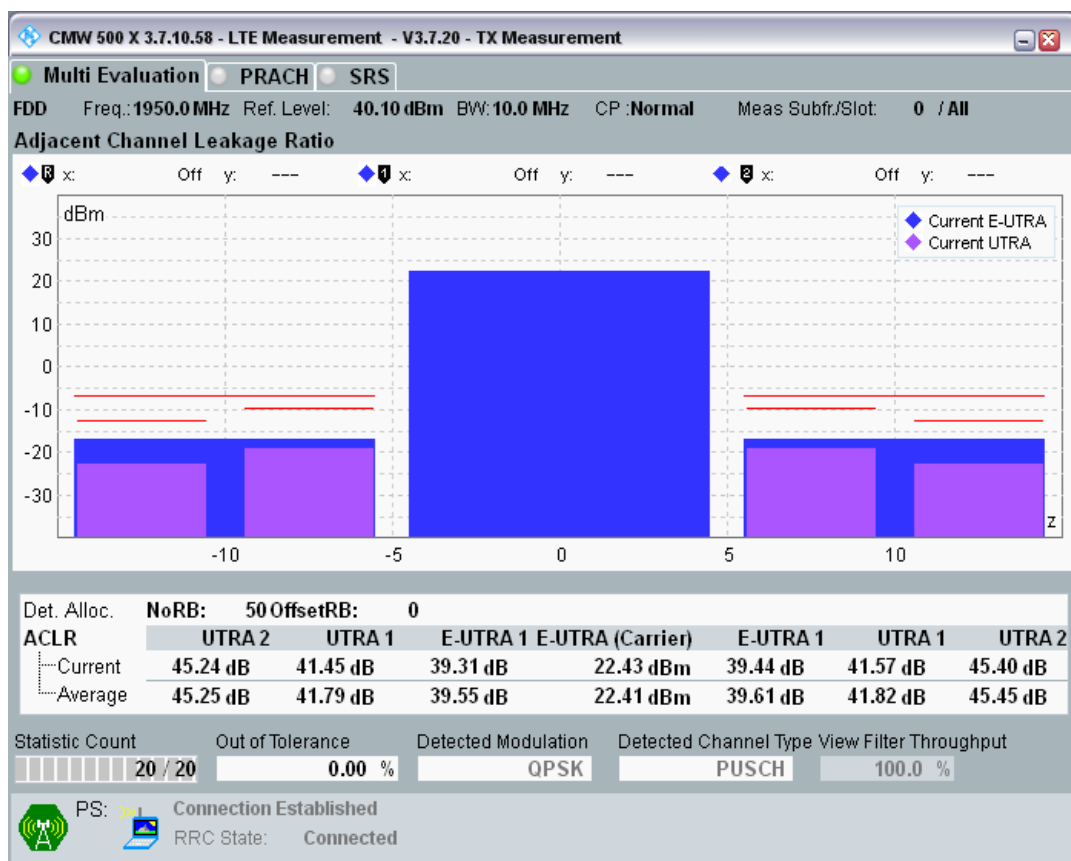 CMW 500 X 3.7.10.58 - LTE Measurement - V3.7.20 - TX Measurement
Multi Evaluation PRACH SRS
FDD Freq.: 1950.0 MHz Ref. Level: 40.10 dBm BW: 10.0 MHz CP : Normal Meas Subfr./Slot: 0 / All
Adjacent Channel Leakage Ratio
R x: Off y: --- 1 x: Off y: --- 2 x: Off y: ---
dBm
Current E-UTRA
Current UTRA
30
20
10
0
-10
-20
-30
z
-10 -5 0 5 10
Det. Alloc. NoRB: 50 OffsetRB: 0
ACLR UTRA 2 UTRA 1 E-UTRA 1 E-UTRA (Carrier) E-UTRA 1 UTRA 1 UTRA 2
Current 45.24 dB 41.45 dB 39.31 dB 22.43 dBm 39.44 dB 41.57 dB 45.40 dB
Average 45.25 dB 41.79 dB 39.55 dB 22.41 dBm 39.61 dB 41.82 dB 45.45 dB
Statistic Count Out of Tolerance Detected Modulation Detected Channel Type View Filter Throughput
20 / 20 0.00 % QPSK PUSCH 100.0 %
PS: Connection Established
RRC State: Connected